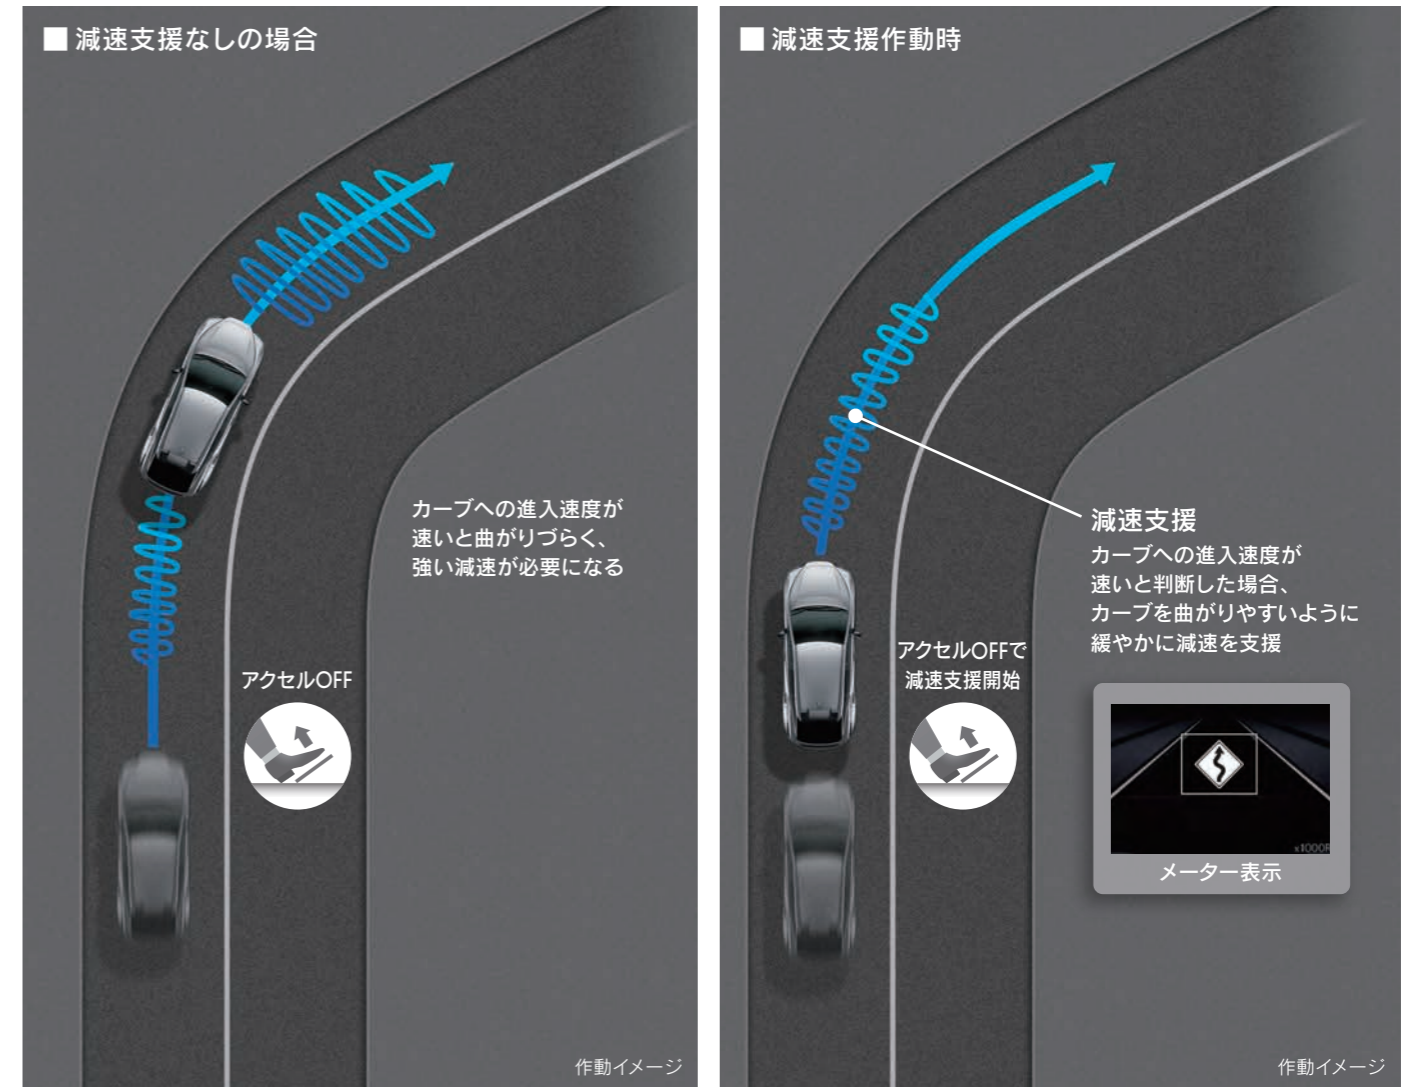 ■ 減速支援なしの場合
カーブへの進入速度が
速いと曲がりづらく、
強い減速が必要になる
アクセルOFF
作動イメージ
■ 減速支援作動時
減速支援
カーブへの進入速度が
速いと判断した場合、
カーブを曲がりやすいように
緩やかに減速を支援
アクセルOFFで
減速支援開始
x1000r
メーター表示
作動イメージ